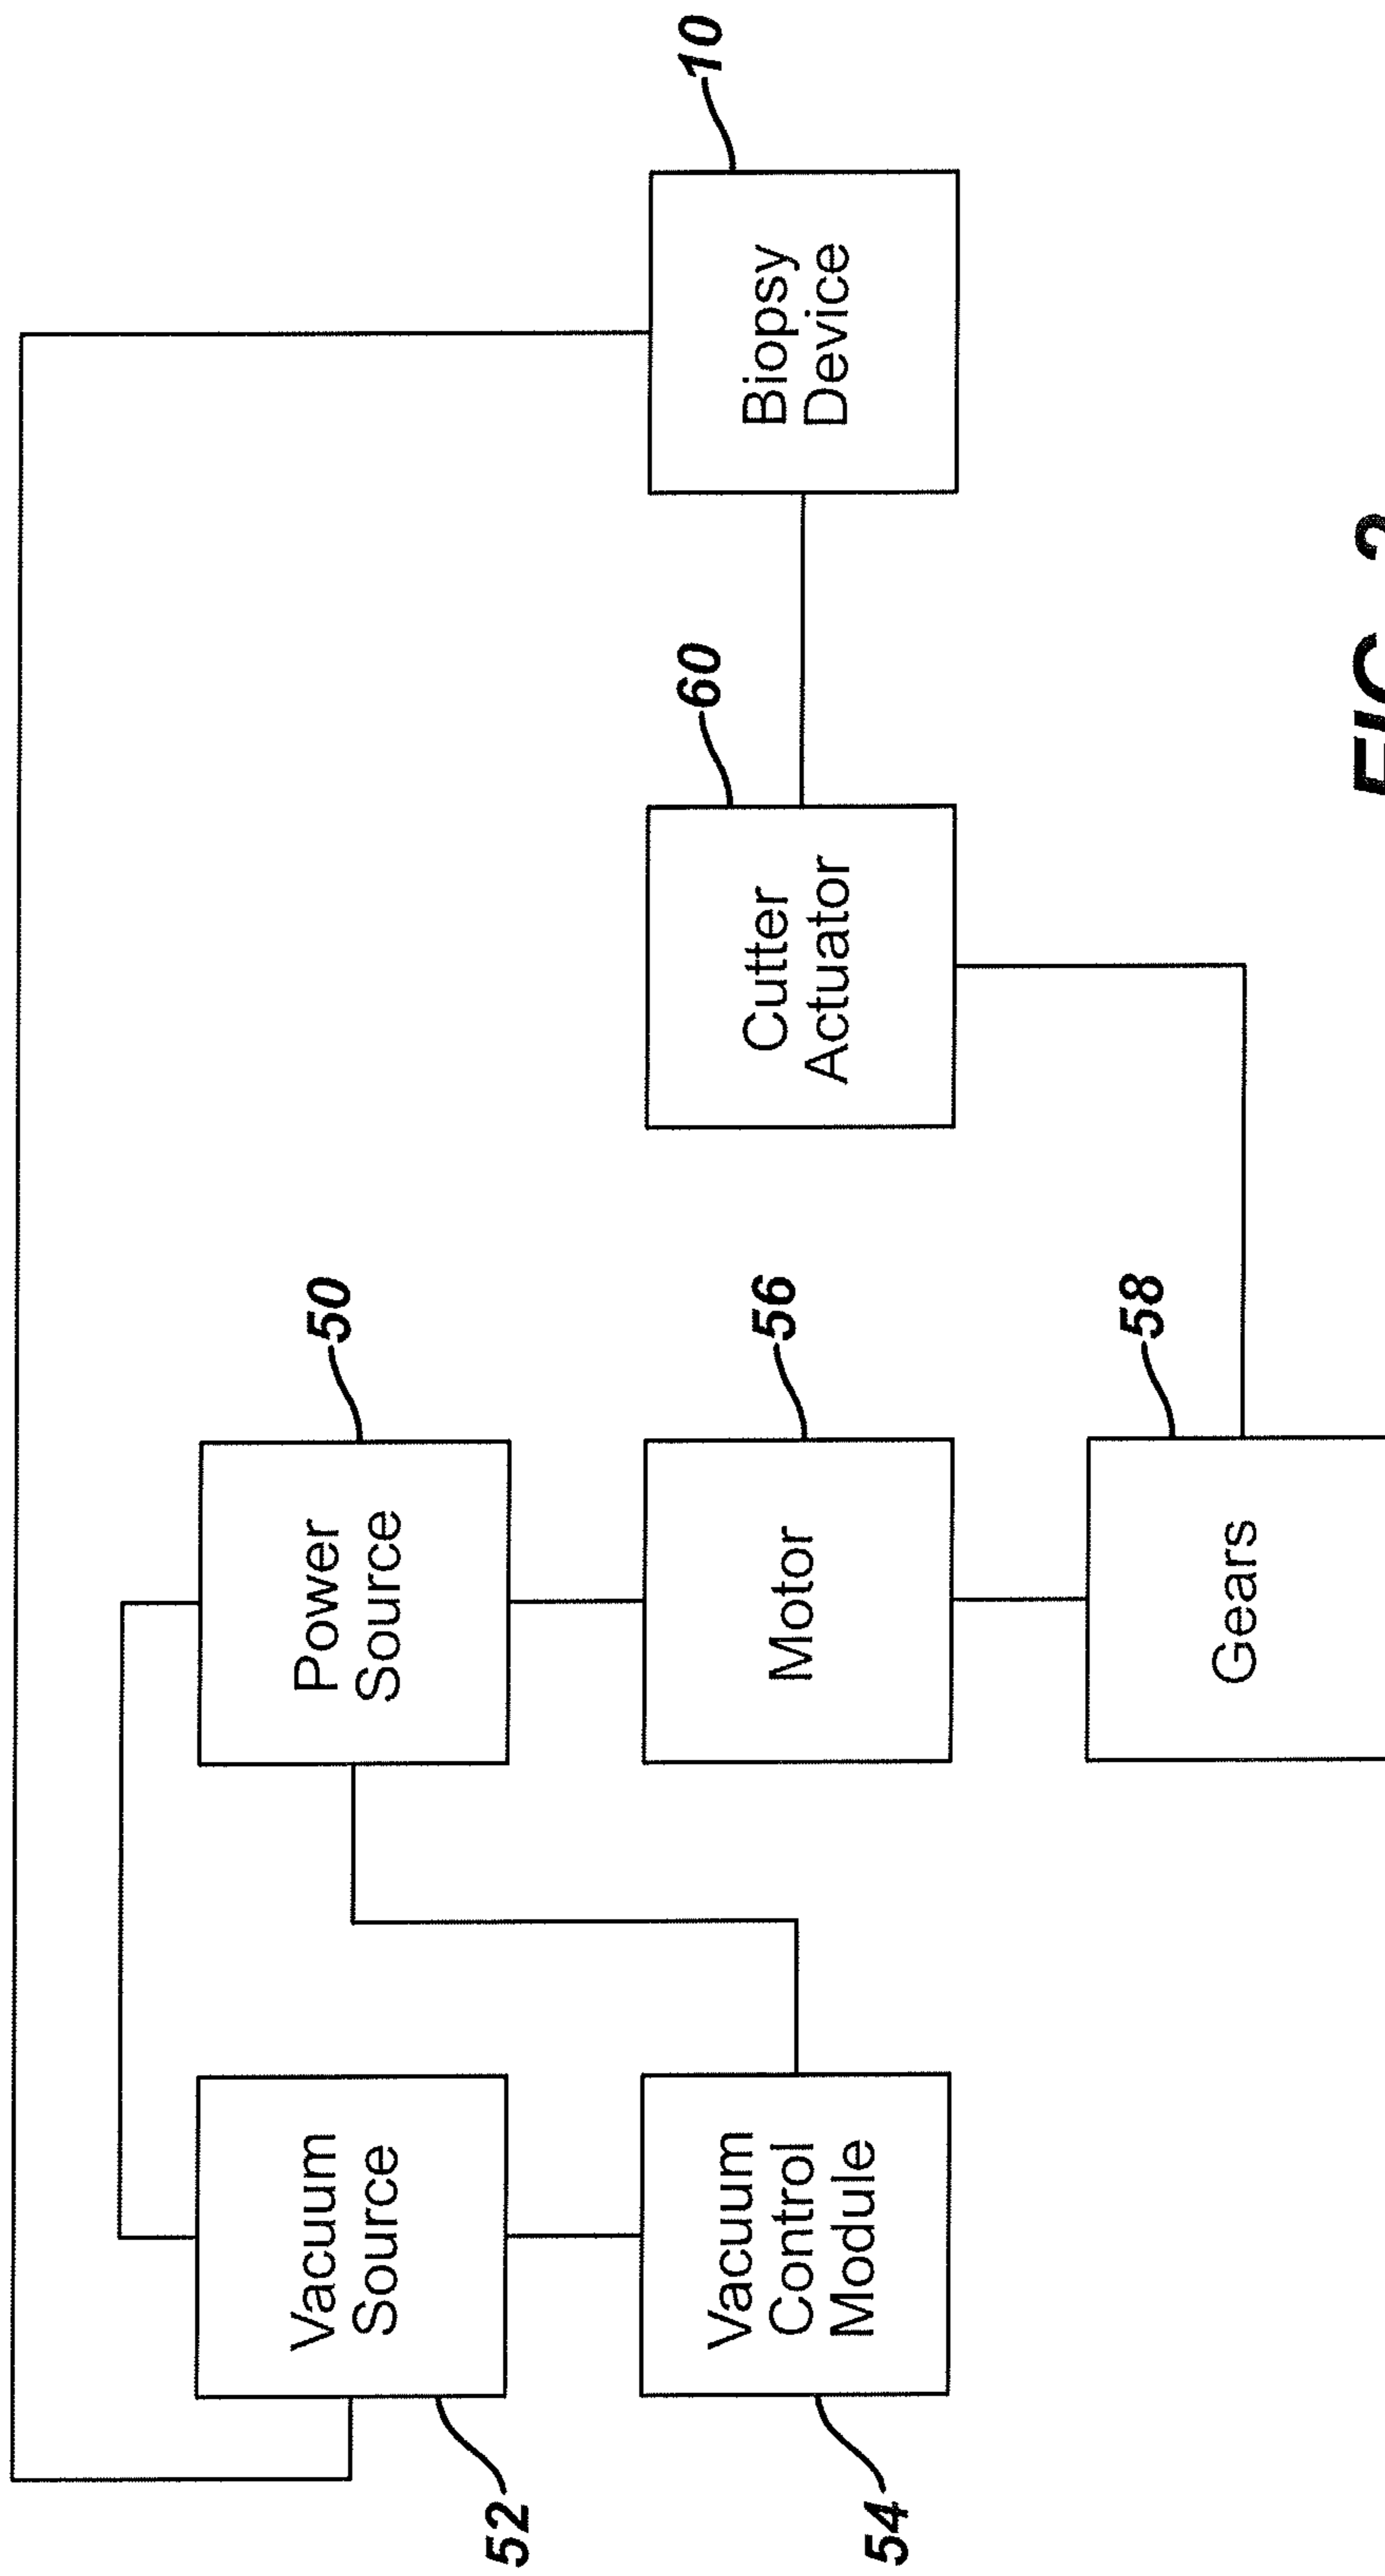 50
Power
Source
Vacuum
Source
52
10
60
56
Biopsy
Device
Cutter
Actuator
Motor
Vacuum
Control
Module
54
58
Gears
FIG